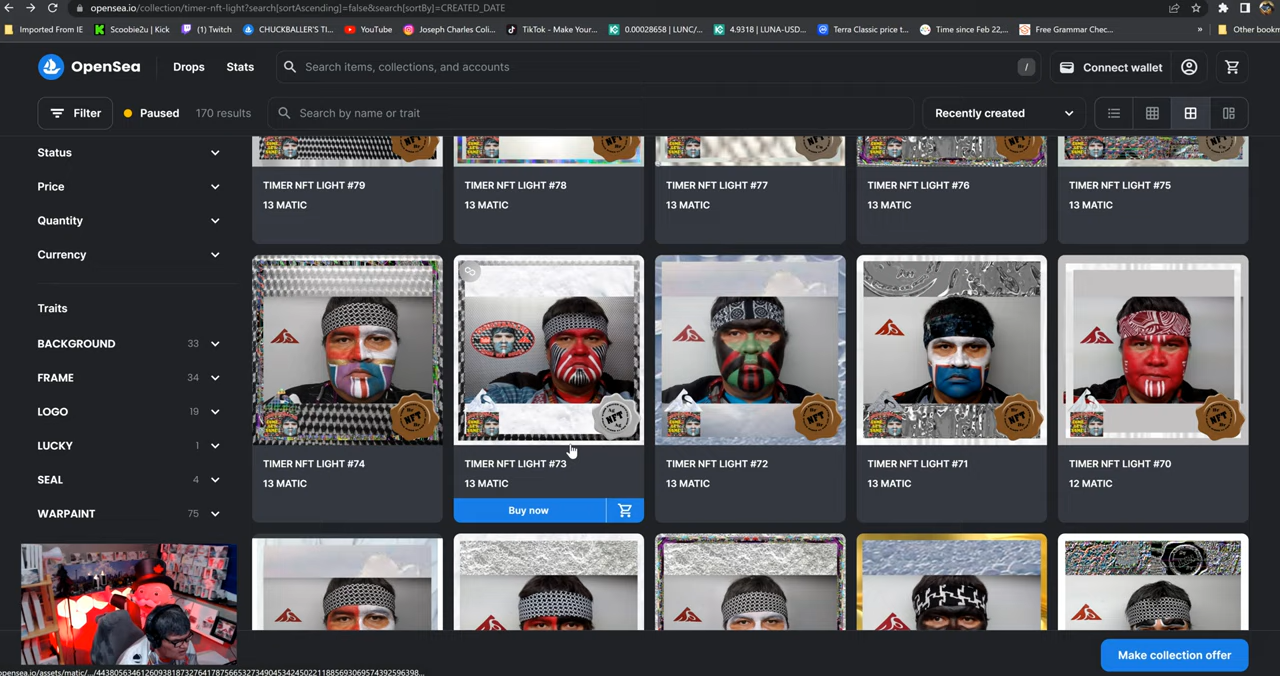 opensea.io/collection/timer-nft-light?search[sortAscending]=false&search[sortBy]=CREATED_DATE
Imported From IE
Scoobie2u | Kick
(1) Twitch
CHUCKBALLER'S TI...
YouTube
Joseph Charles Coli...
TikTok - Make Your...
0.00028658 | LUNC/...
4.9318 | LUNA-USD...
Terra Classic price t...
Time since Feb 22,...
Free Grammar Chec...
»
Other bookm
OpenSea
Drops
Stats
Search items, collections, and accounts
/
Connect wallet
Filter
Paused
170 results
Search by name or trait
Recently created
Status
Price
Quantity
Currency
Traits
BACKGROUND 33
FRAME 34
LOGO 19
LUCKY 1
SEAL 4
WARPAINT 75
TIMER NFT LIGHT #79
13 MATIC
TIMER NFT LIGHT #78
13 MATIC
TIMER NFT LIGHT #77
13 MATIC
TIMER NFT LIGHT #76
13 MATIC
TIMER NFT LIGHT #75
13 MATIC
NFT
TIMER NFT LIGHT #74
13 MATIC
NFT
TIMER NFT LIGHT #73
13 MATIC
Buy now
NFT
TIMER NFT LIGHT #72
13 MATIC
NFT
TIMER NFT LIGHT #71
13 MATIC
NFT
TIMER NFT LIGHT #70
12 MATIC
Make collection offer